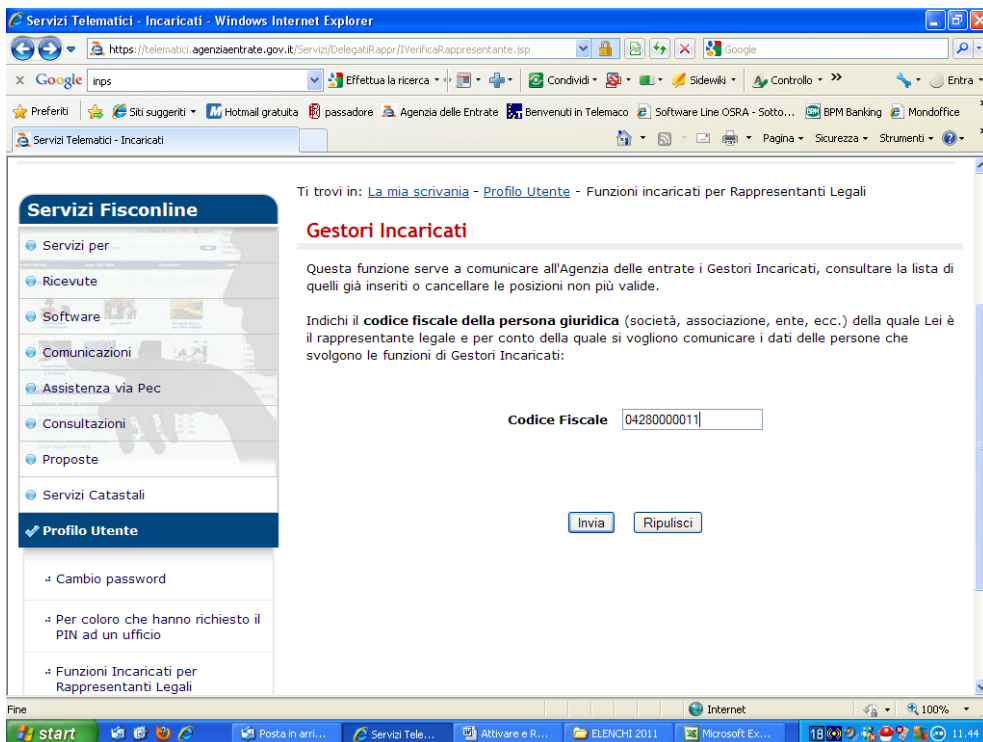 Servizi Telematici - Incaricati - Windows Internet Explorer
https://telematici.agenziaentrate.gov.it/Servizi/DelegatiRappr/IVerificaRappresentante.jsp
Google
x Google inps Effettua la ricerca Condividi Sidewiki Controllo Entra
Preferiti Siti suggeriti Hotmail gratuita passadore Agenzia delle Entrate Benvenuti in Telemaco Software Line OSRA - Sotto... BPM Banking Mondoffice
Servizi Telematici - Incaricati Pagina Sicurezza Strumenti
Ti trovi in: La mia scrivania - Profilo Utente - Funzioni incaricati per Rappresentanti Legali
Servizi Fisconline
Servizi per
Ricevute
Software
Comunicazioni
Assistenza via Pec
Consultazioni
Proposte
Servizi Catastali
Profilo Utente
Cambio password
Per coloro che hanno richiesto il
PIN ad un ufficio
Funzioni Incaricati per
Rappresentanti Legali
Gestori Incaricati
Questa funzione serve a comunicare all'Agenzia delle entrate i Gestori Incaricati, consultare la lista di
quelli già inseriti o cancellare le posizioni non più valide.
Indichi il codice fiscale della persona giuridica (società, associazione, ente, ecc.) della quale Lei è
il rappresentante legale e per conto della quale si vogliono comunicare i dati delle persone che
svolgono le funzioni di Gestori Incaricati:
Codice Fiscale 04280000011
Invia Ripulisci
Fine Internet 100%
start Posta in arri... Servizi Tele... Attivare e R... ELENCHI 2011 Microsoft Ex... 11.44